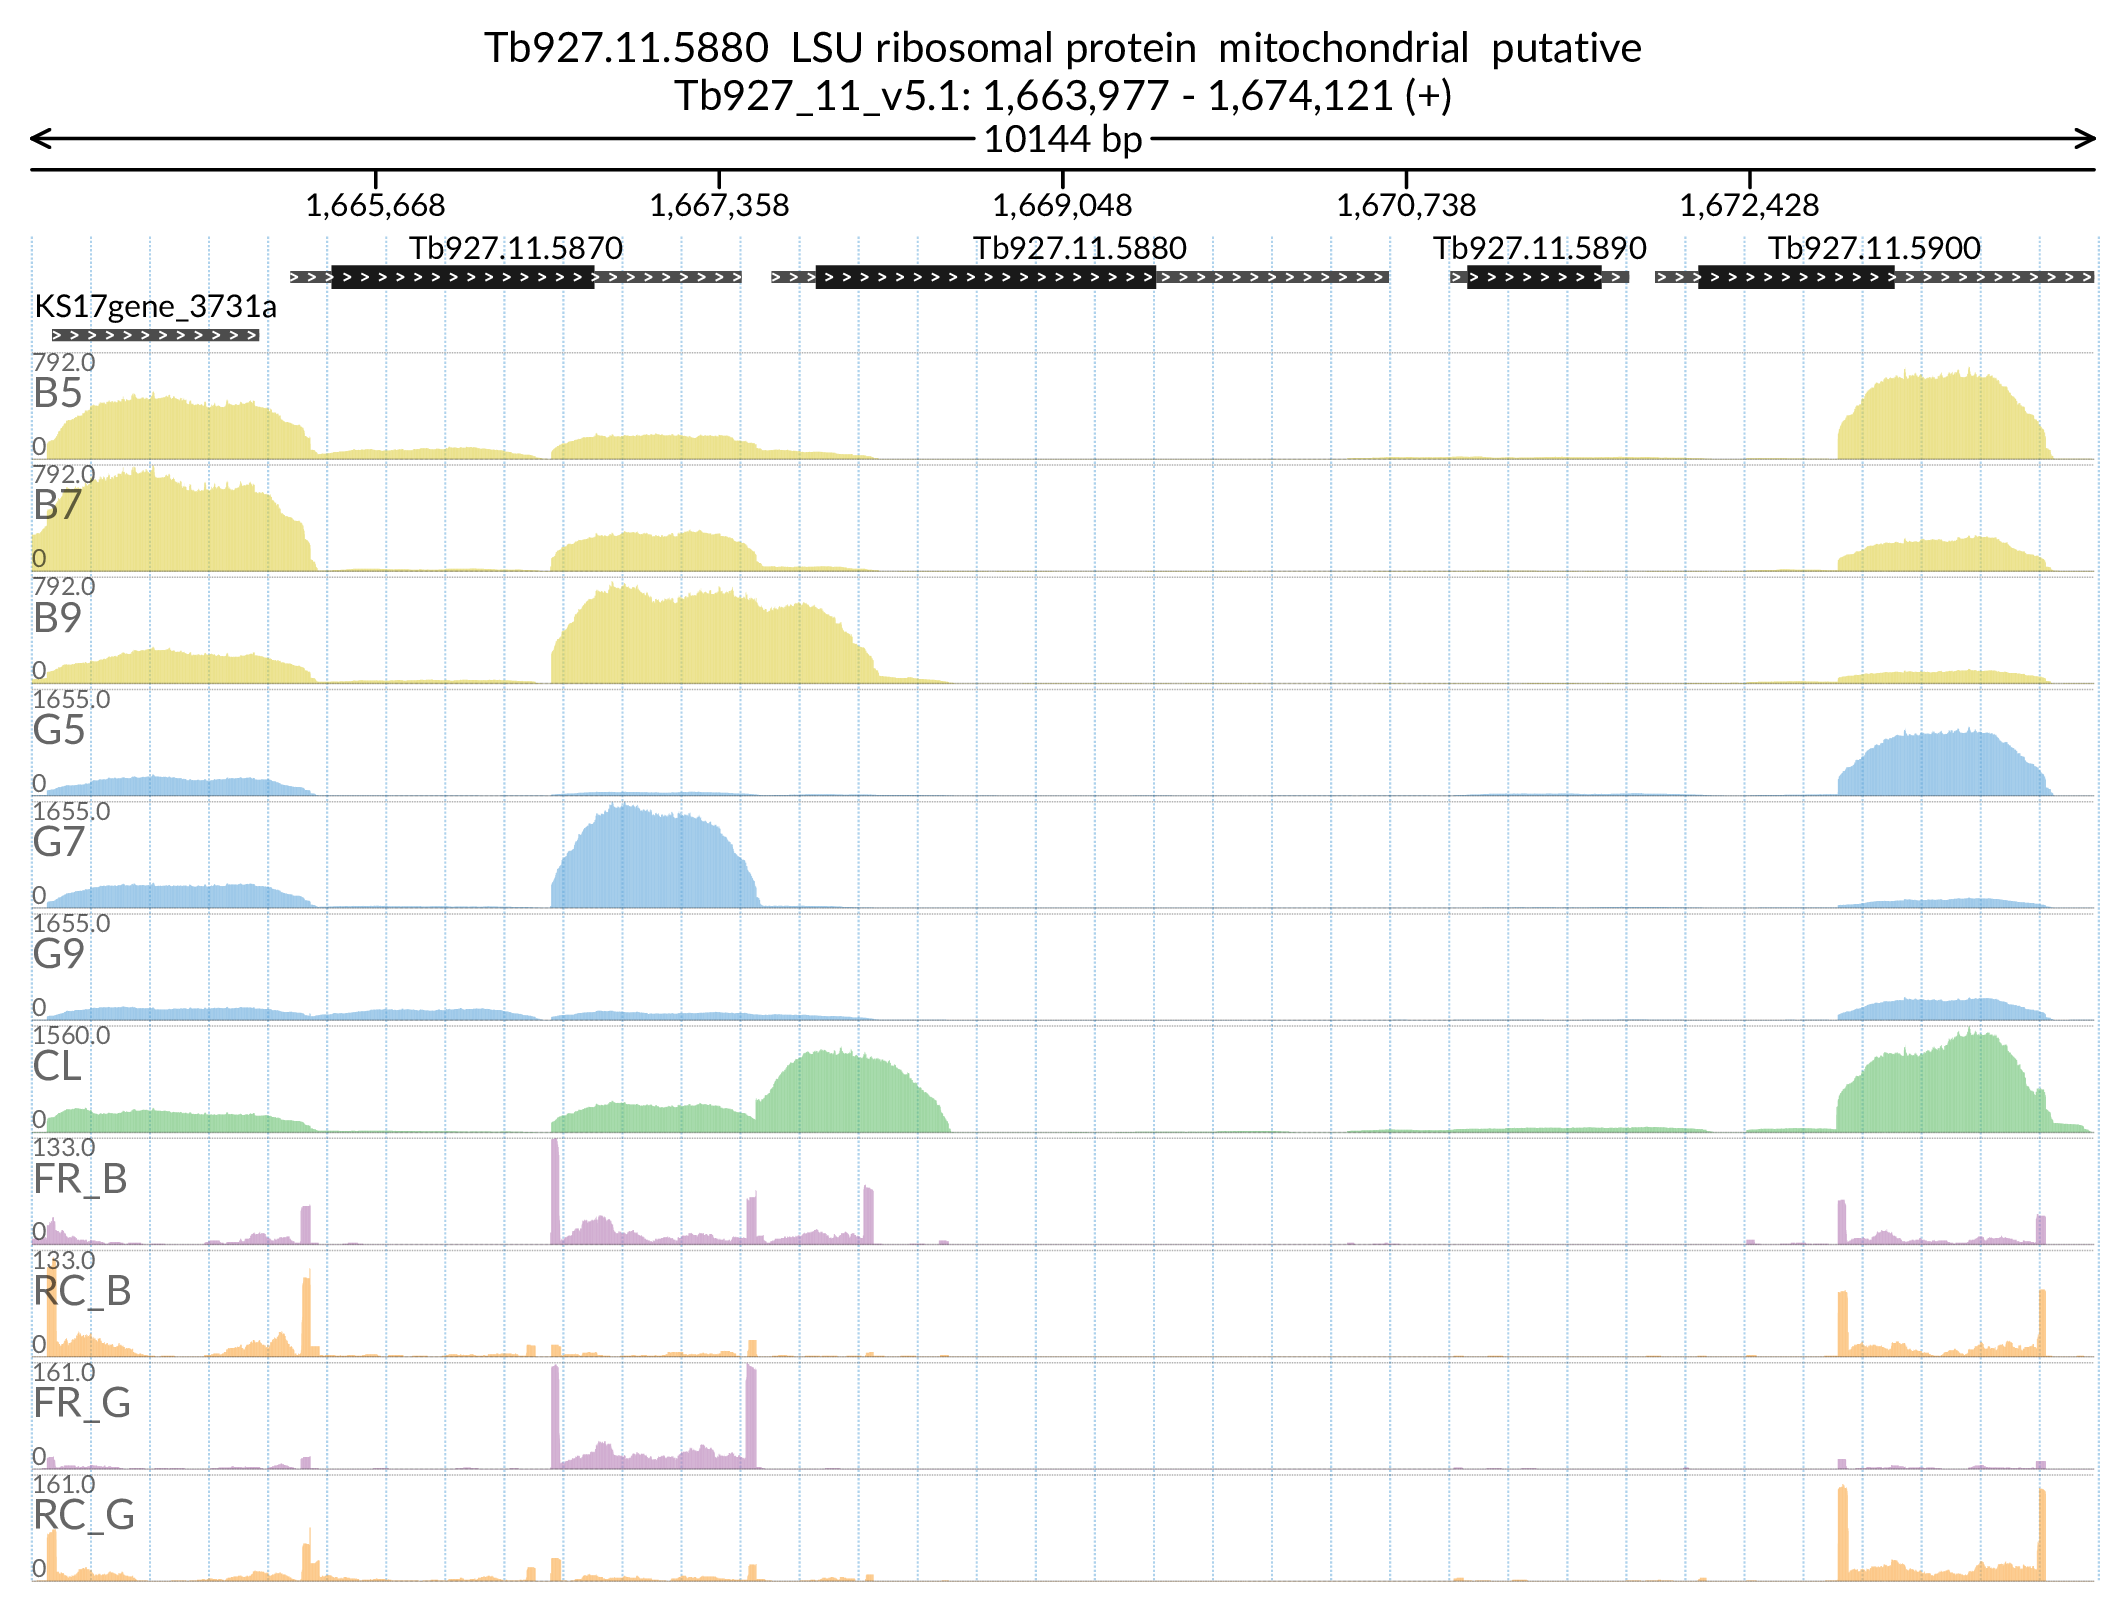 Tb927.11.5880 LSU ribosomal protein mitochondrial putative
Tb927_11_v5.1: 1,663,977 - 1,674,121 (+)
10144 bp
1,665,668 1,667,358 1,669,048 1,670,738 1,672,428
Tb927.11.5870 Tb927.11.5880 Tb927.11.5890 Tb927.11.5900
KS17gene_3731a
792.0
B5
0
792.0
B7
0
792.0
B9
0
1655.0
G5
0
1655.0
G7
0
1655.0
G9
0
1560.0
CL
0
133.0
FR_B
0
133.0
RC_B
0
161.0
FR_G
0
161.0
RC_G
0